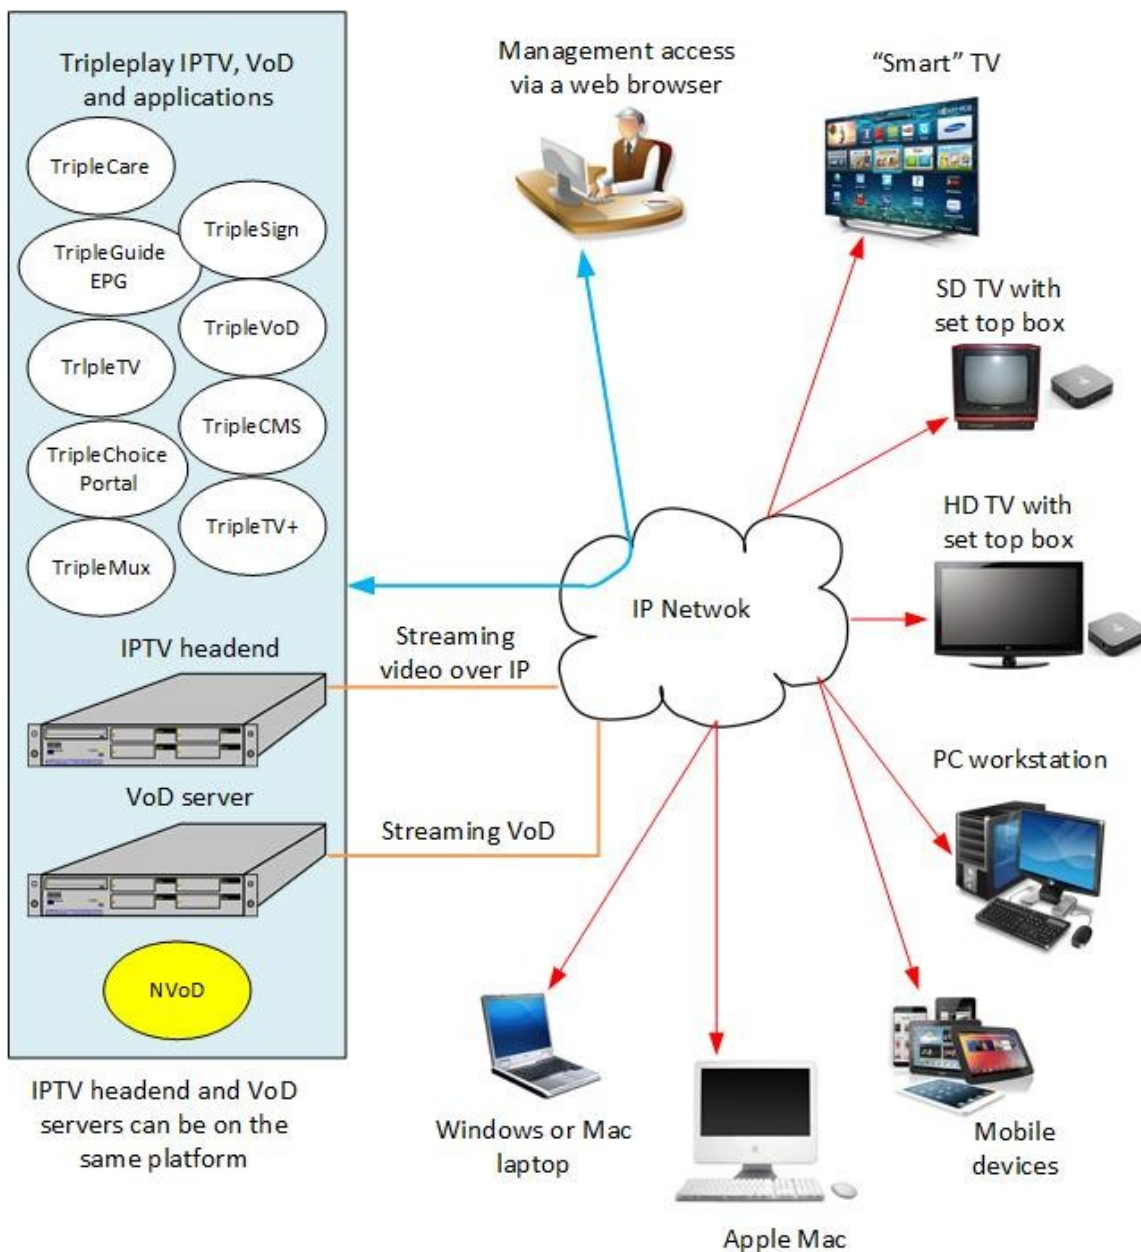 Tripleplay IPTV, VoD
and applications
TripleCare
TripleSign
TripleGuide
EPG
TripleVoD
TrIpleTV
TripleCMS
TripleChoice
Portal
TripleTV+
TripleMux
IPTV headend
VoD server
NVoD
IPTV headend and VoD
servers can be on the
same platform
Streaming
video over IP
Streaming VoD
IP Netwok
Management access
via a web browser
“Smart” TV
SD TV with
set top box
HD TV with
set top box
PC workstation
Mobile
devices
Apple Mac
Windows or Mac
laptop